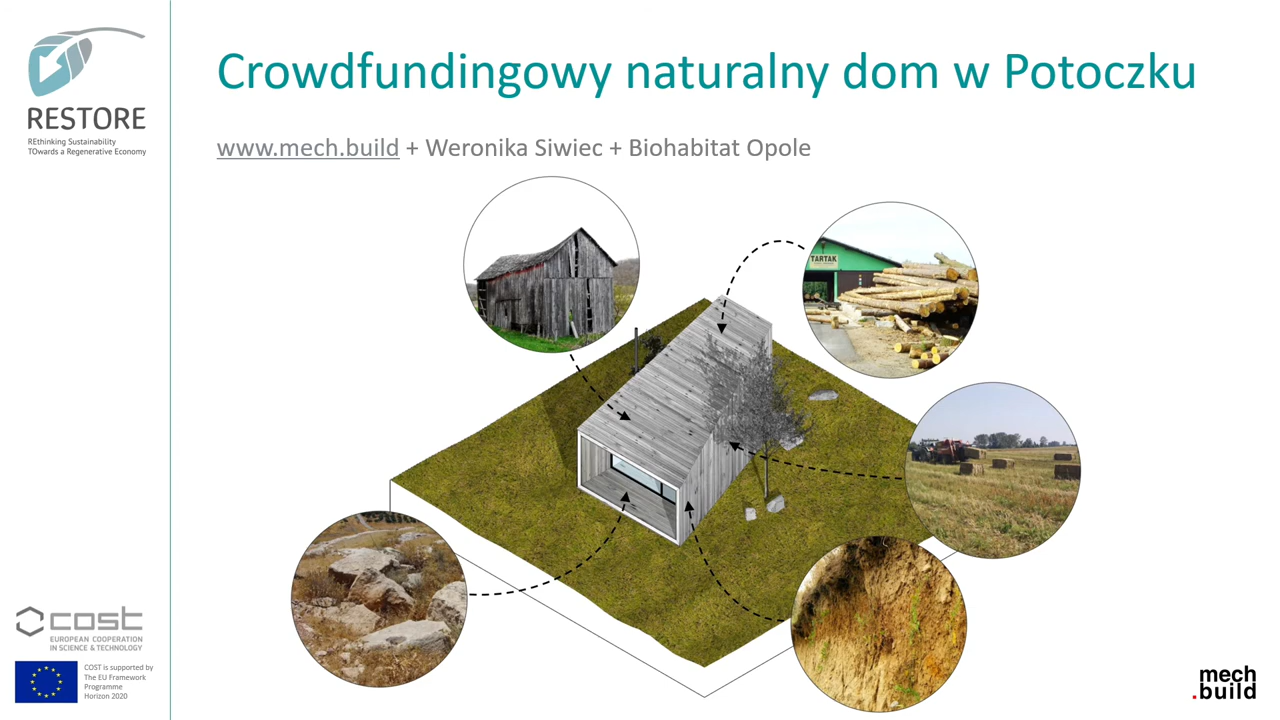 Crowdfundingowy naturalny dom w Potoczku
www.mech.build + Weronika Siwiec + Biohabitat Opole
RESTORE
REthinking Sustainability
TOwards a Regenerative Economy
TARTAK
cost
EUROPEAN COOPERATION
IN SCIENCE & TECHNOLOGY
COST is supported by
The EU Framework
Programme
Horizon 2020
mech
.build